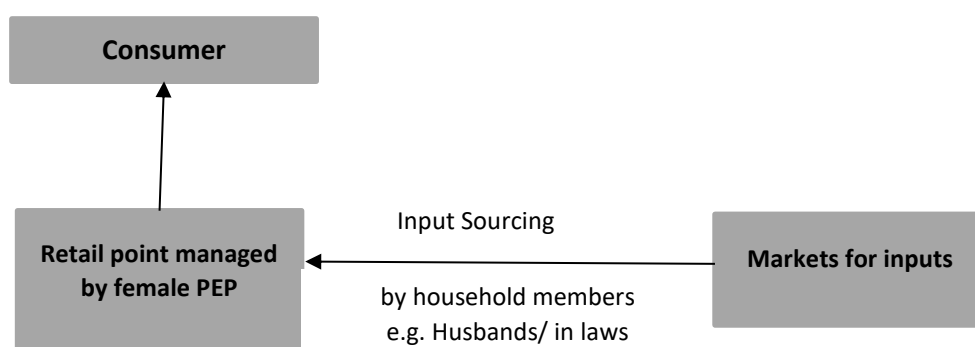 Consumer
Input Sourcing
Retail point managed
by female PEP
Markets for inputs
by household members
e.g. Husbands/ in laws